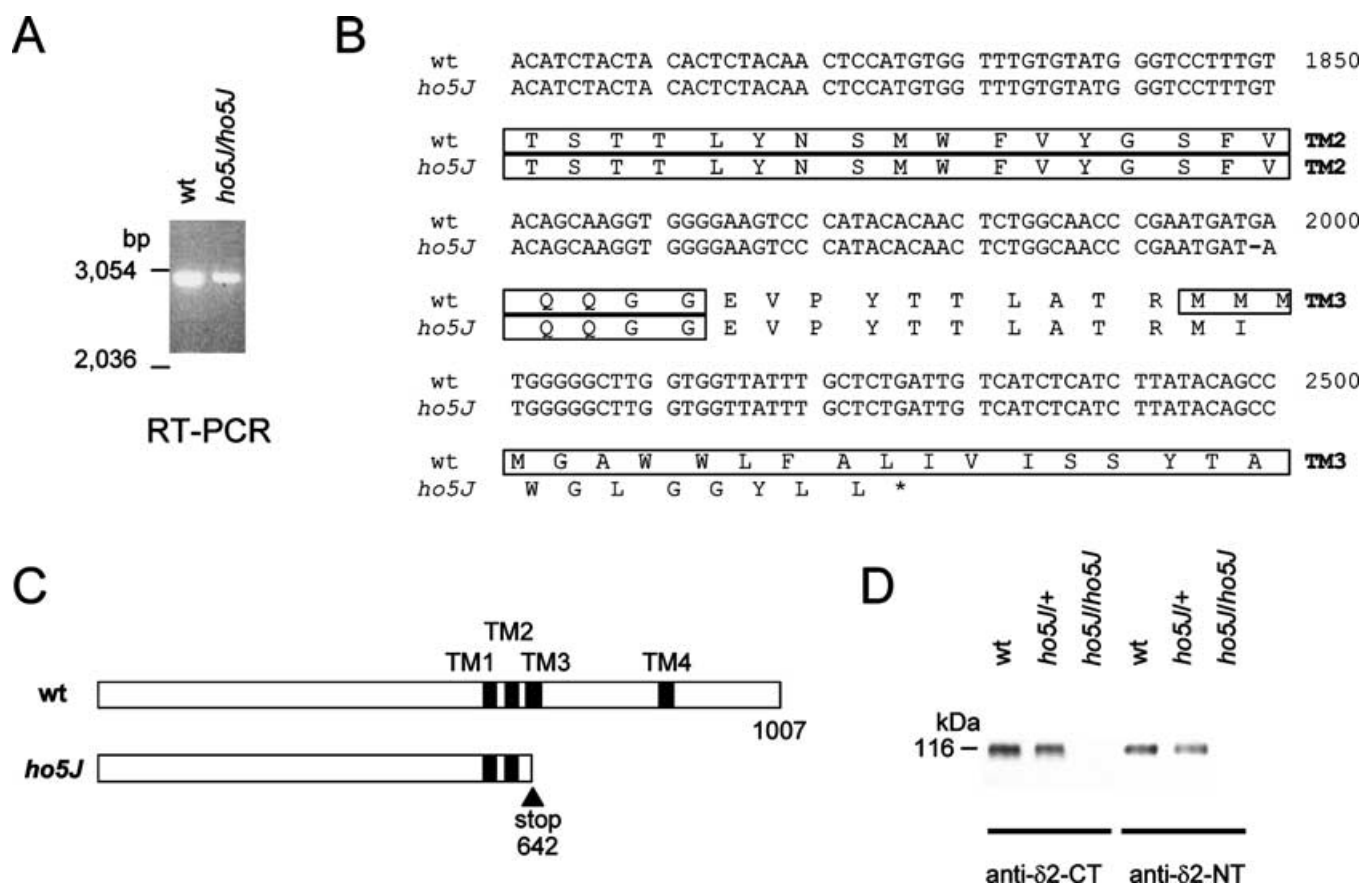 A
wt
ho5J/ho5J
bp
3,054
2,036
RT-PCR
B
wt ACATCTACTA CACTCTACAA CTCCATGTGG TTTGTGTATG GGTCCTTTGT 1850
ho5J ACATCTACTA CACTCTACAA CTCCATGTGG TTTGTGTATG GGTCCTTTGT
wt T S T T L Y N S M W F V Y G S F V TM2
ho5J T S T T L Y N S M W F V Y G S F V TM2
wt ACAGCAAGGT GGGGAAGTCC CATACACAAC TCTGGCAACC CGAATGATGA 2000
ho5J ACAGCAAGGT GGGGAAGTCC CATACACAAC TCTGGCAACC CGAATGAT-A
wt Q Q G G E V P Y T T L A T R M M M TM3
ho5J Q Q G G E V P Y T T L A T R M I
wt TGGGGGCTTG GTGGTTATTT GCTCTGATTG TCATCTCATC TTATACAGCC 2500
ho5J TGGGGGCTTG GTGGTTATTT GCTCTGATTG TCATCTCATC TTATACAGCC
wt M G A W W L F A L I V I S S Y T A TM3
ho5J W G L G G Y L L *
C
TM2
TM1 TM3 TM4
wt
1007
ho5J
stop
642
D
wt
ho5J/+
ho5J/ho5J
wt
ho5J/+
ho5J/ho5J
kDa
116
anti-δ2-CT anti-δ2-NT